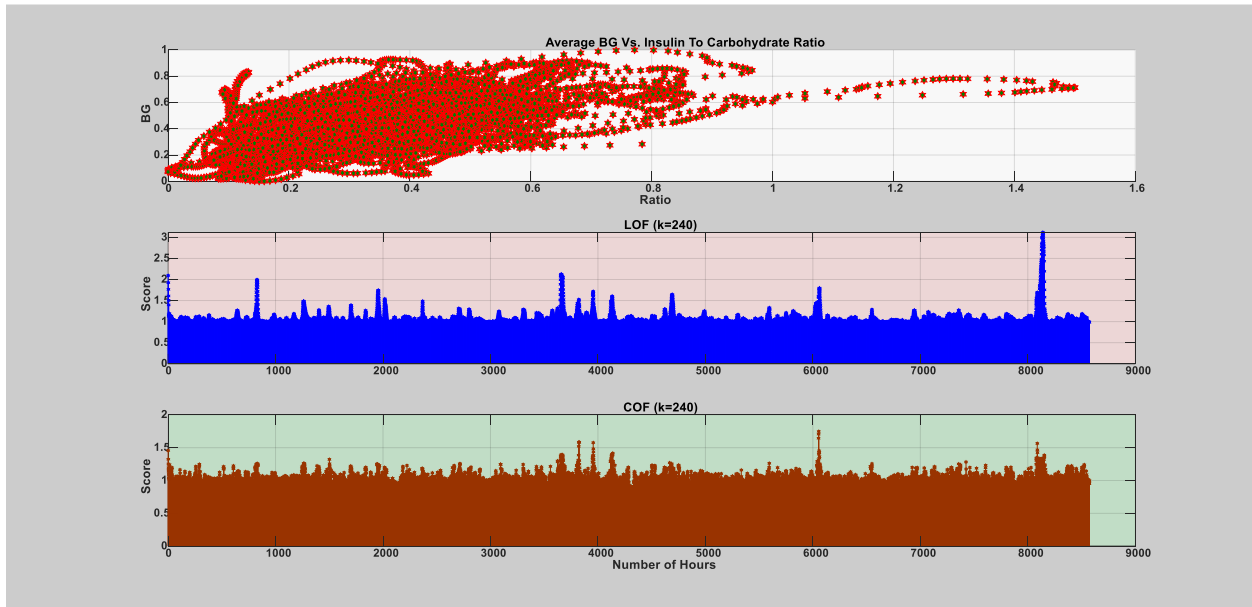 Average BG Vs. Insulin To Carbohydrate Ratio
1
0.8
0.6
0.4
0.2
0
BG
0 0.2 0.4 0.6 0.8 1 1.2 1.4 1.6
Ratio
LOF (k=240)
3
2.5
2
1.5
1
0.5
0
Score
0 1000 2000 3000 4000 5000 6000 7000 8000 9000
COF (k=240)
2
1.5
1
0.5
0
Score
0 1000 2000 3000 4000 5000 6000 7000 8000 9000
Number of Hours